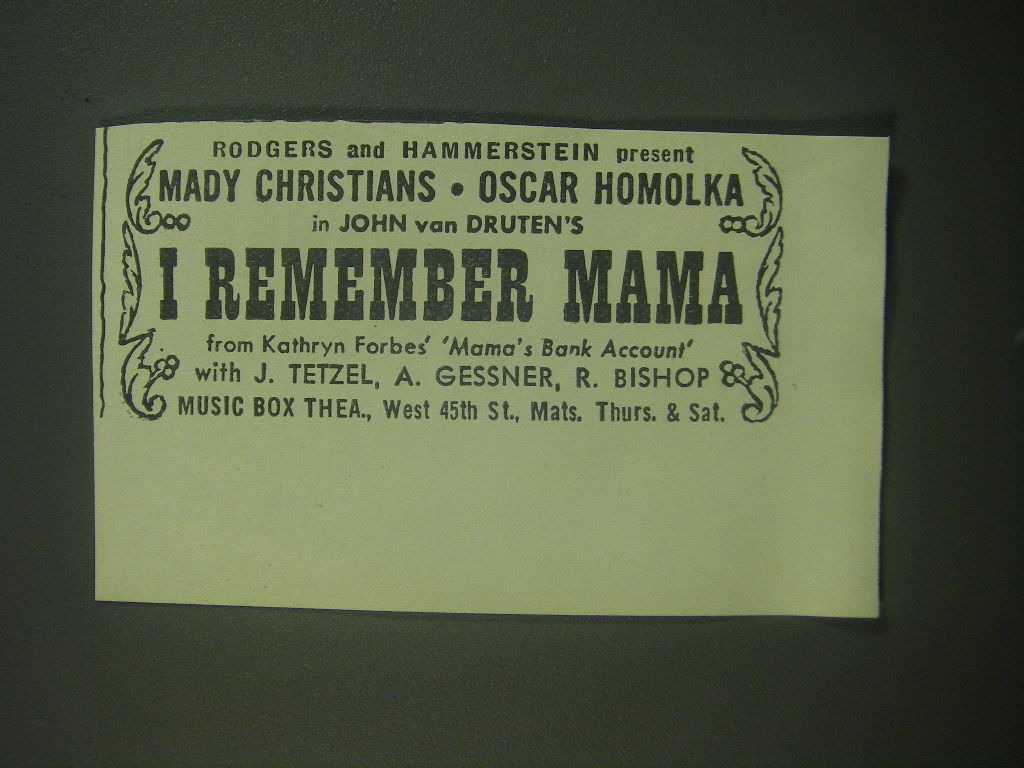 RODGERS and HAMMERSTEIN present
MADY CHRISTIANS • OSCAR HOMOLKA
in JOHN van DRUTEN'S
I REMEMBER MAMA
from Kathryn Forbes' 'Mama's Bank Account'
with J. TETZEL, A. GESSNER, R. BISHOP
MUSIC BOX THEA., West 45th St., Mats. Thurs. & Sat.